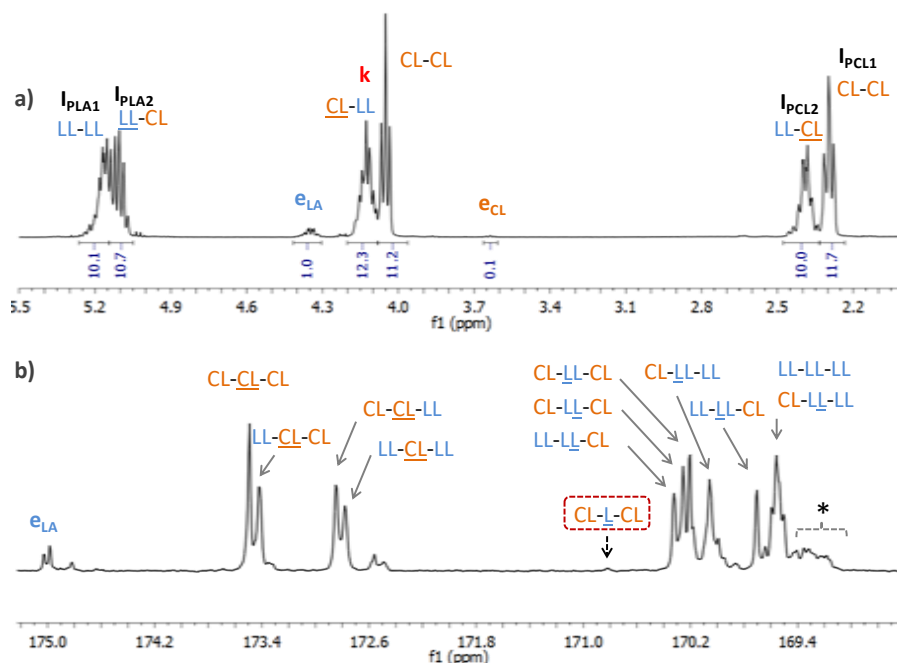 a)
I_PLA1
LL-LL
I_PLA2
LL-CL
k
CL-LL
CL-CL
e_LA
e_CL
I_PCL2
LL-CL
I_PCL1
CL-CL
10.1
10.7
1.0
12.3
11.2
0.1
10.0
11.7
5.5 5.2 4.9 4.6 4.3 4.0 3.7 3.4 3.1 2.8 2.5 2.2
f1 (ppm)
b)
CL-CL-CL
LL-CL-CL
CL-CL-LL
LL-CL-LL
e_LA
CL-LL-CL
CL-LL-CL
LL-LL-CL
CL-L-CL
CL-LL-LL
LL-LL-CL
LL-LL-LL
CL-LL-LL
*
175.0 174.2 173.4 172.6 171.8 171.0 170.2 169.4
f1 (ppm)